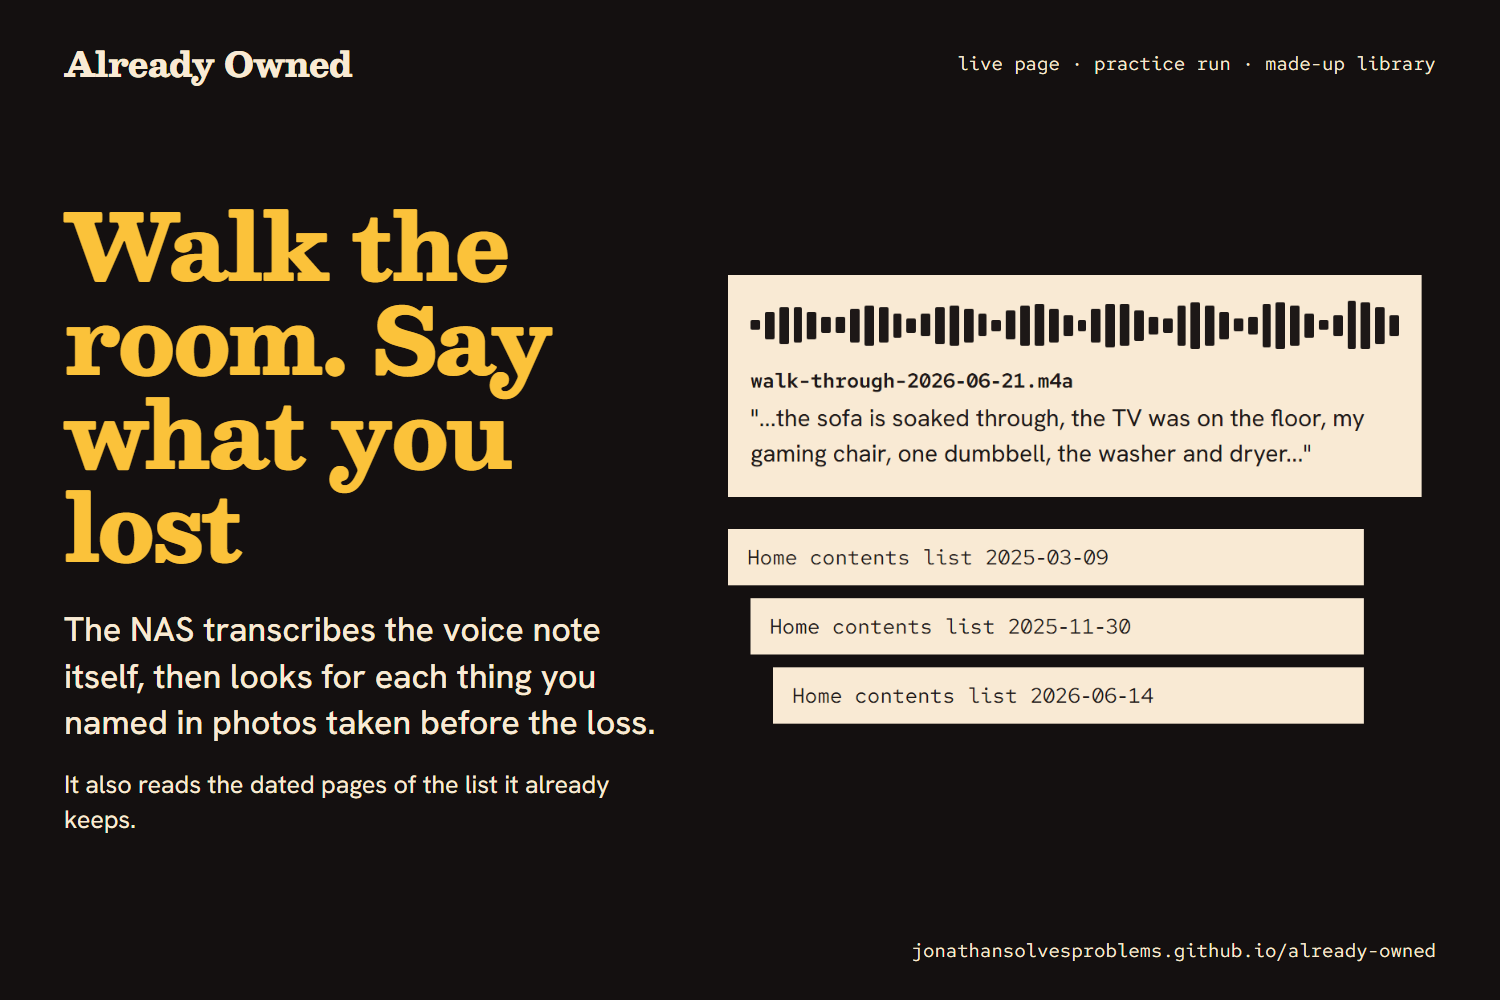 Already Owned
live page · practice run · made-up library
Walk the
room. Say
what you
lost
The NAS transcribes the voice note
itself, then looks for each thing you
named in photos taken before the loss.
It also reads the dated pages of the list it already
keeps.
walk-through-2026-06-21.m4a
"...the sofa is soaked through, the TV was on the floor, my
gaming chair, one dumbbell, the washer and dryer..."
Home contents list 2025-03-09
Home contents list 2025-11-30
Home contents list 2026-06-14
jonathansolvesproblems.github.io/already-owned